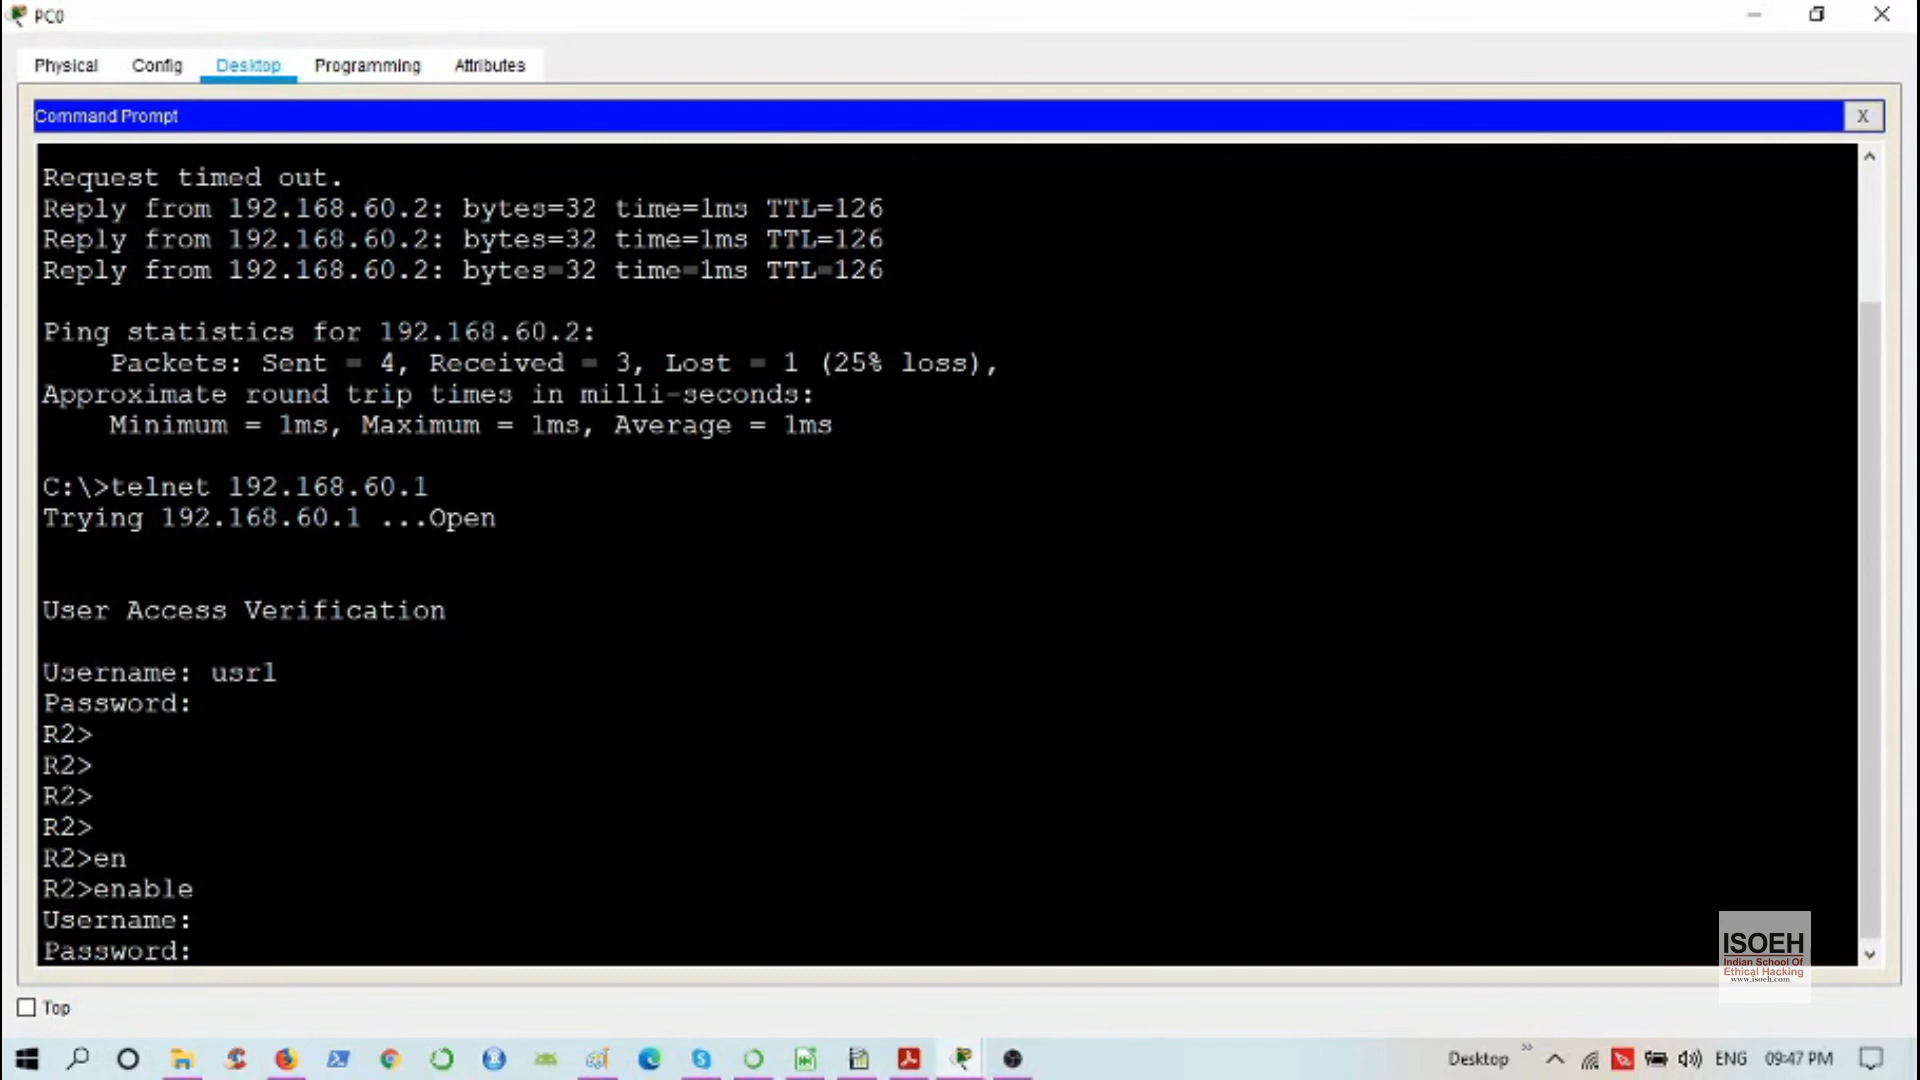 PC0
Physical Config Desktop Programming Attributes
Command Prompt X
Request timed out.
Reply from 192.168.60.2: bytes=32 time=1ms TTL=126
Reply from 192.168.60.2: bytes=32 time=1ms TTL=126
Reply from 192.168.60.2: bytes=32 time=1ms TTL=126
Ping statistics for 192.168.60.2:
Packets: Sent = 4, Received = 3, Lost = 1 (25% loss),
Approximate round trip times in milli-seconds:
Minimum = 1ms, Maximum = 1ms, Average = 1ms
C:\>telnet 192.168.60.1
Trying 192.168.60.1 ...Open
User Access Verification
Username: usr1
Password:
R2>
R2>
R2>
R2>
R2>en
R2>enable
Username:
Password:
ISOEH
Indian School Of
Ethical Hacking
www.isoeh.com
Top
Desktop » ENG 09:47 PM